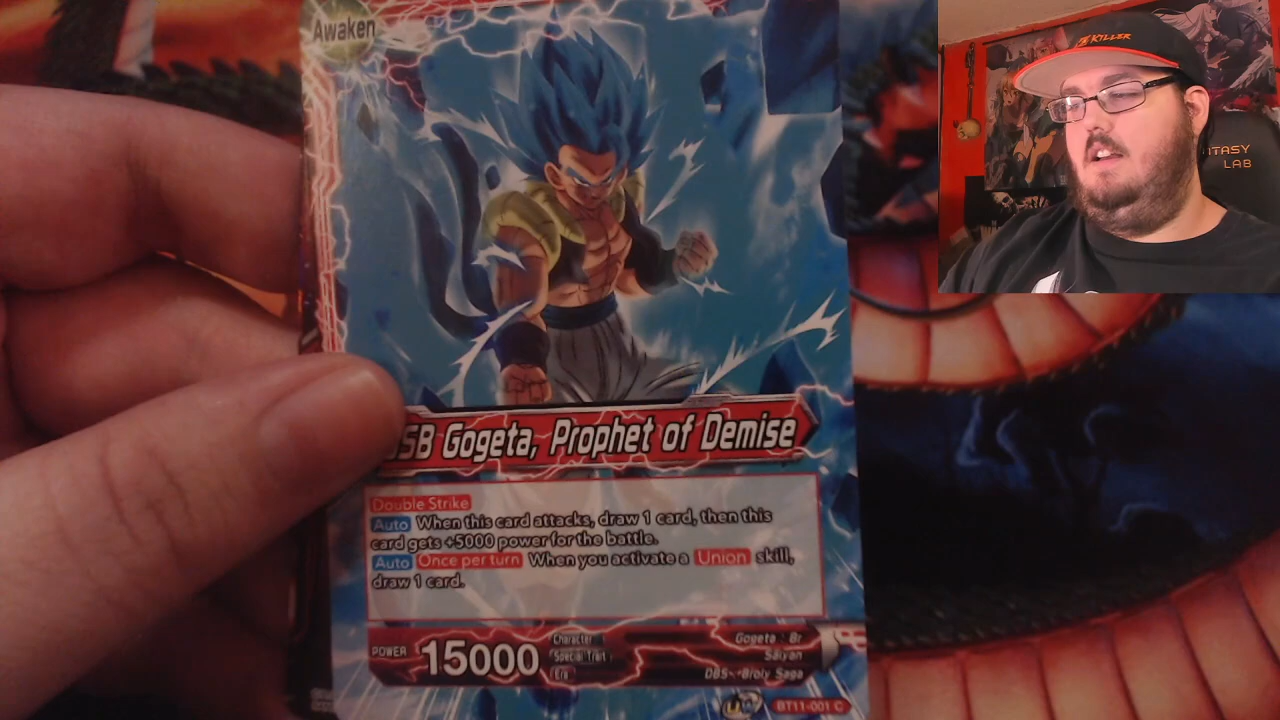 Awaken
SB Gogeta, Prophet of Demise
Double Strike
Auto When this card attacks, draw 1 card, then this
card gets +5000 power for the battle.
Auto Once per turn When you activate a Union skill,
draw 1 card.
POWER 15000
Character Gogeta : Br
Special Trait Saiyan
Era DBS - Broly Saga
BT11-001 C
KILLER
TASY
LAB